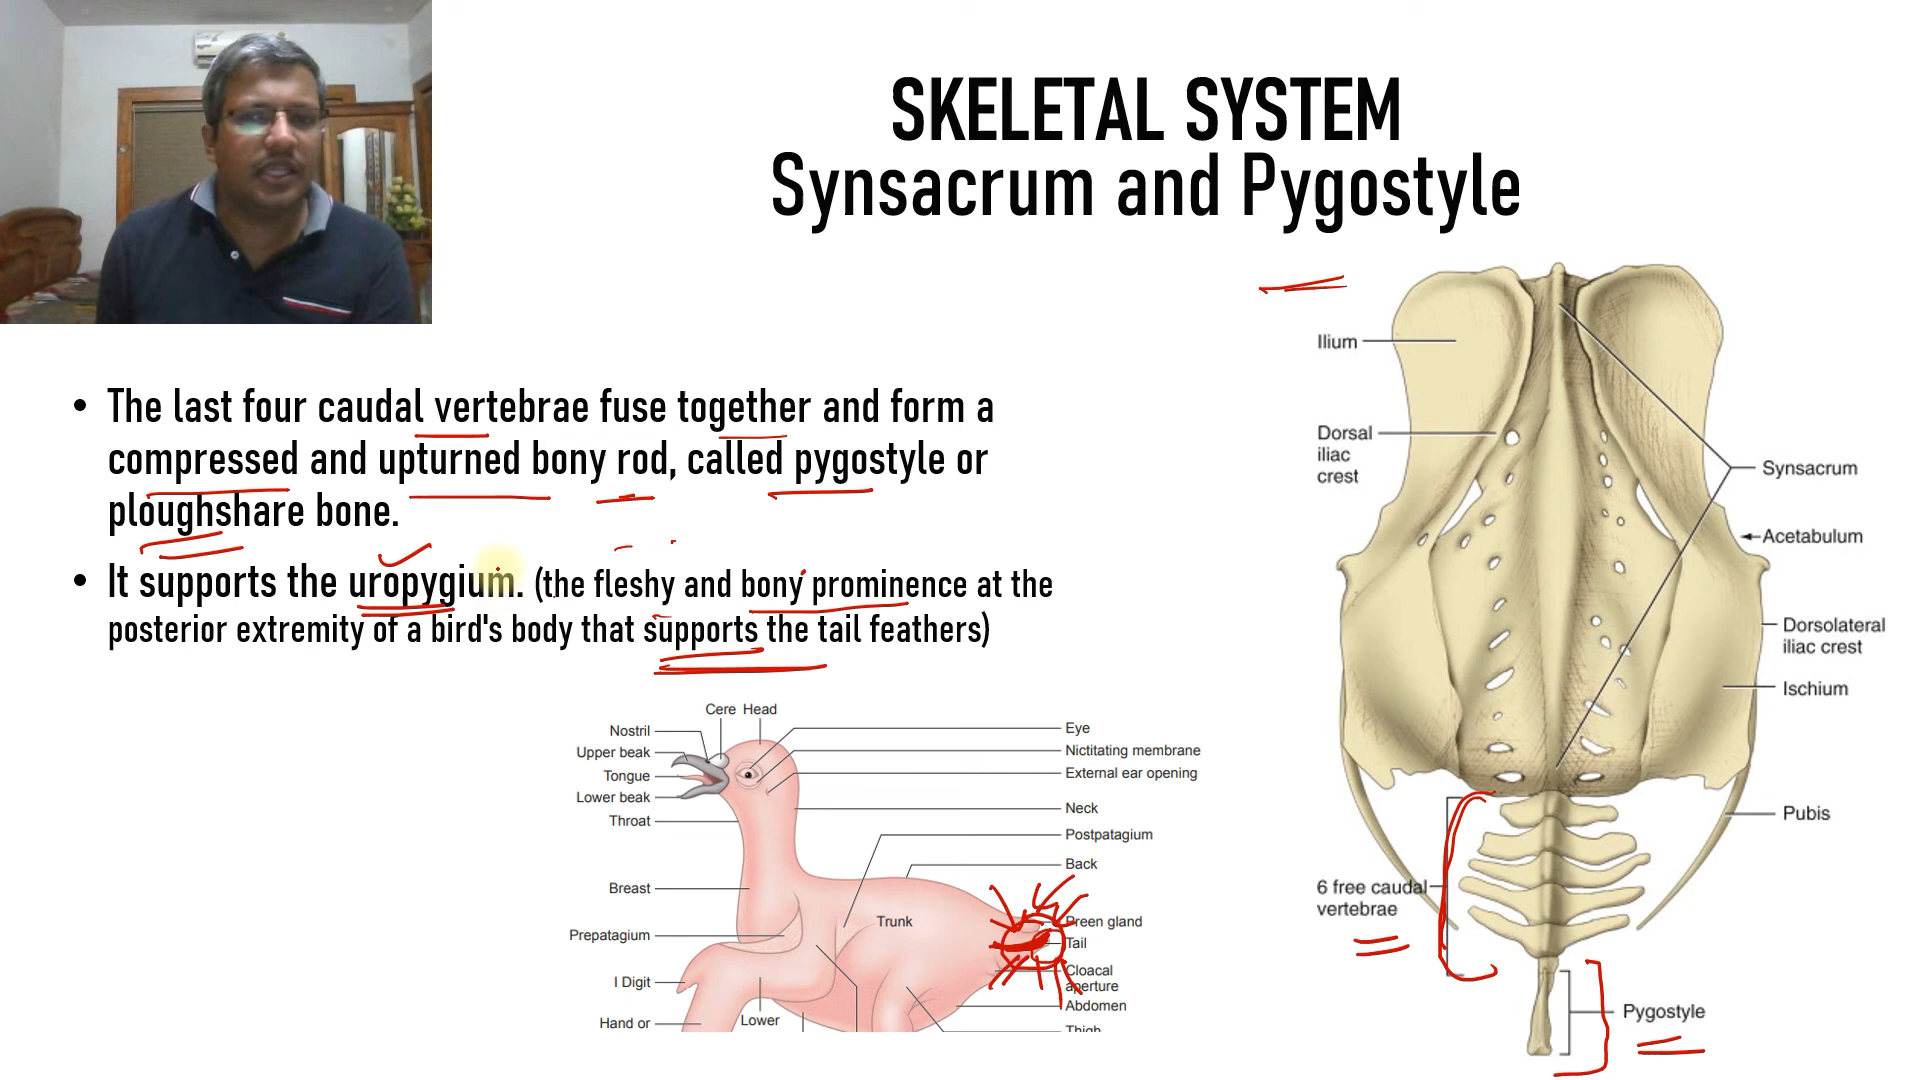 SKELETAL SYSTEM
Synsacrum and Pygostyle
• The last four caudal vertebrae fuse together and form a
compressed and upturned bony rod, called pygostyle or
ploughshare bone.
• It supports the uropygium. (the fleshy and bony prominence at the
posterior extremity of a bird's body that supports the tail feathers)
Cere Head
Nostril
Upper beak
Tongue
Lower beak
Throat
Breast
Prepatagium
I Digit
Hand or
Lower
Trunk
Eye
Nictitating membrane
External ear opening
Neck
Postpatagium
Back
Preen gland
Tail
Cloacal
aperture
Abdomen
Thigh
Ilium
Dorsal
iliac
crest
6 free caudal
vertebrae
Synsacrum
Acetabulum
Dorsolateral
iliac crest
Ischium
Pubis
Pygostyle